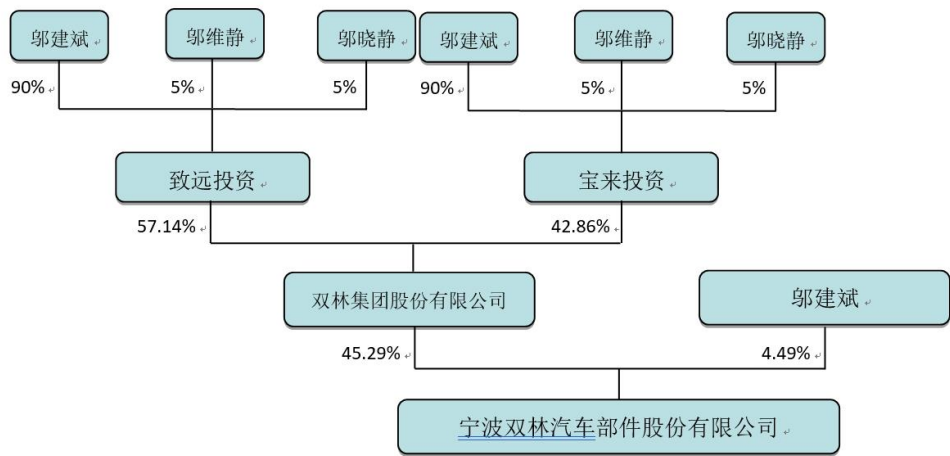 邬建斌
邬维静
邬晓静
邬建斌
邬维静
邬晓静
90%
5%
5%
90%
5%
5%
致远投资
宝来投资
57.14%
42.86%
双林集团股份有限公司
邬建斌
45.29%
4.49%
宁波双林汽车部件股份有限公司